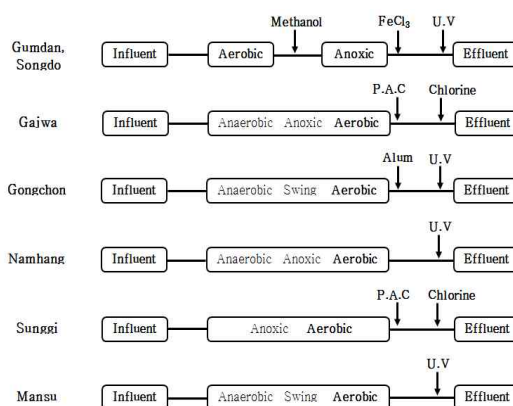 Methanol FeCl₃ U.V
Gumdan,
Songdo
Influent Aerobic Anoxic Effluent
P.A.C Chlorine
Gajwa
Influent Anaerobic Anoxic Aerobic Effluent
Alum U.V
Gongchon
Influent Anaerobic Swing Aerobic Effluent
U.V
Namhang
Influent Anaerobic Anoxic Aerobic Effluent
P.A.C Chlorine
Sunggi
Influent Anoxic Aerobic Effluent
U.V
Mansu
Influent Anaerobic Swing Aerobic Effluent